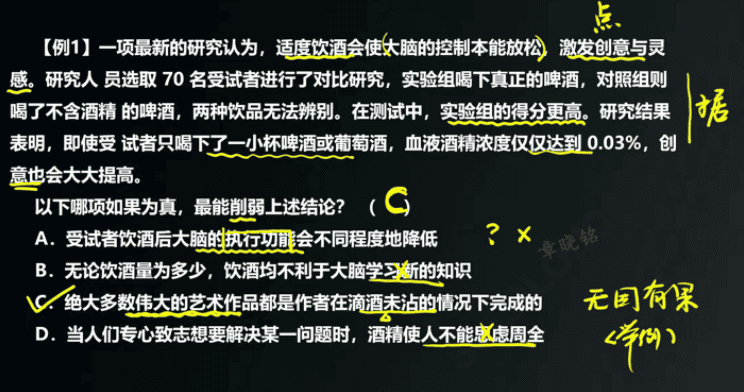 点
【例1】一项最新的研究认为，适度饮酒会使大脑的控制本能放松，激发创意与灵
感。研究人 员选取 70 名受试者进行了对比研究，实验组喝下真正的啤酒，对照组则
喝了不含酒精 的啤酒，两种饮品无法辨别。在测试中，实验组的得分更高。研究结果
表明，即使受 试者只喝下了一小杯啤酒或葡萄酒，血液酒精浓度仅仅达到 0.03%，创
意也会大大提高。
据
以下哪项如果为真，最能削弱上述结论？ （ C ）
A．受试者饮酒后大脑的执行功能会不同程度地降低 ？ ×
B．无论饮酒量为多少，饮酒均不利于大脑学习新的知识
C．绝大多数伟大的艺术作品都是作者在滴酒未沾的情况下完成的
D．当人们专心致志想要解决某一问题时，酒精使人不能思虑周全
无因有果
（举例）
章晓铭